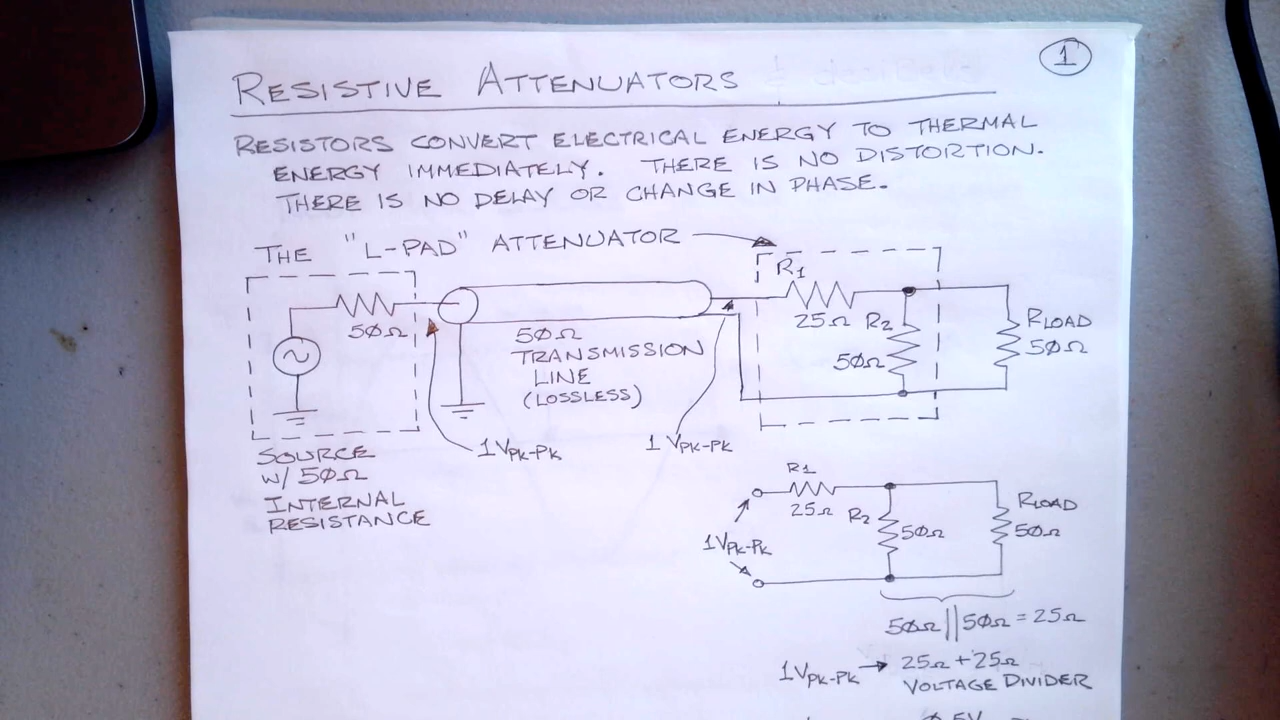 1
RESISTIVE ATTENUATORS
RESISTORS CONVERT ELECTRICAL ENERGY TO THERMAL
ENERGY IMMEDIATELY. THERE IS NO DISTORTION.
THERE IS NO DELAY OR CHANGE IN PHASE.
THE "L-PAD" ATTENUATOR
R1
25Ω
R2
50Ω
RLOAD
50Ω
50Ω
50Ω
TRANSMISSION
LINE
(LOSSLESS)
1VPK-PK
1VPK-PK
SOURCE
W/ 50Ω
INTERNAL
RESISTANCE
R1
25Ω
R2
50Ω
RLOAD
50Ω
1VPK-PK
50Ω||50Ω = 25Ω
1VPK-PK → 25Ω+25Ω
VOLTAGE DIVIDER